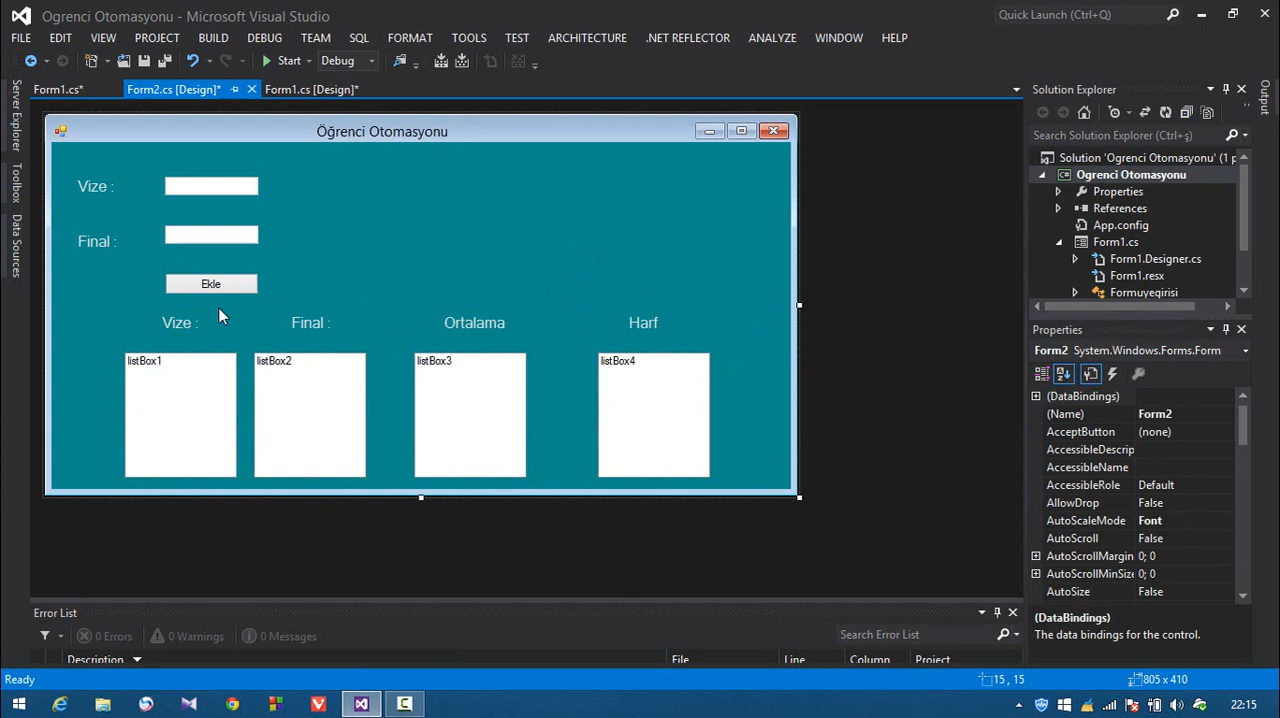 Ogrenci Otomasyonu - Microsoft Visual Studio
Quick Launch (Ctrl+Q)
FILE EDIT VIEW PROJECT BUILD DEBUG TEAM SQL FORMAT TOOLS TEST ARCHITECTURE .NET REFLECTOR ANALYZE WINDOW HELP
Start Debug
Form1.cs* Form2.cs [Design]* Form1.cs [Design]*
Server Explorer
Toolbox
Data Sources
Öğrenci Otomasyonu
Vize :
Final :
Ekle
Vize : Final : Ortalama Harf
listBox1 listBox2 listBox3 listBox4
Error List
0 Errors 0 Warnings 0 Messages
Search Error List
Description File Line Column Project
Solution Explorer
Search Solution Explorer (Ctrl+ş)
Solution 'Ogrenci Otomasyonu' (1 p
Ogrenci Otomasyonu
Properties
References
App.config
Form1.cs
Form1.Designer.cs
Form1.resx
Formuyegirisi
Properties
Form2 System.Windows.Forms.Form
(DataBindings)
(Name) Form2
AcceptButton (none)
AccessibleDescrip
AccessibleName
AccessibleRole Default
AllowDrop False
AutoScaleMode Font
AutoScroll False
AutoScrollMargin 0; 0
AutoScrollMinSize 0; 0
AutoSize False
(DataBindings)
The data bindings for the control.
Output
Ready
15 , 15
805 x 410
22:15